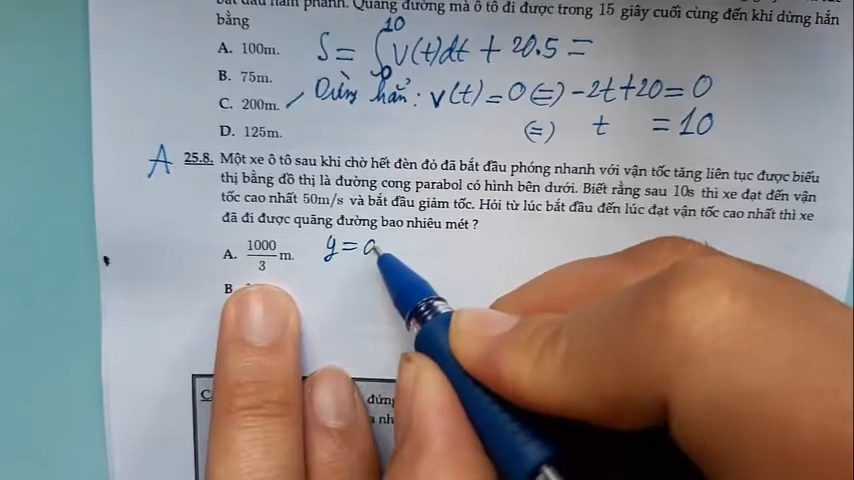 bắt đầu hãm phanh. Quãng đường mà ô tô đi được trong 15 giây cuối cùng đến khi dừng hẳn
bằng
A. 100m.
B. 75m.
C. 200m.
D. 125m.
S = ∫₀¹⁰ v(t)dt + 20.5 =
Dừng hẳn: v(t) = 0 ⇔ -2t+20=0
⇔ t = 10
A 25.8. Một xe ô tô sau khi chờ hết đèn đỏ đã bắt đầu phóng nhanh với vận tốc tăng liên tục được biểu
thị bằng đồ thị là đường cong parabol có hình bên dưới. Biết rằng sau 10s thì xe đạt đến vận
tốc cao nhất 50m/s và bắt đầu giảm tốc. Hỏi từ lúc bắt đầu đến lúc đạt vận tốc cao nhất thì xe
đã đi được quãng đường bao nhiêu mét ?
A. 1000/3 m.
y = a
B
C
đứng